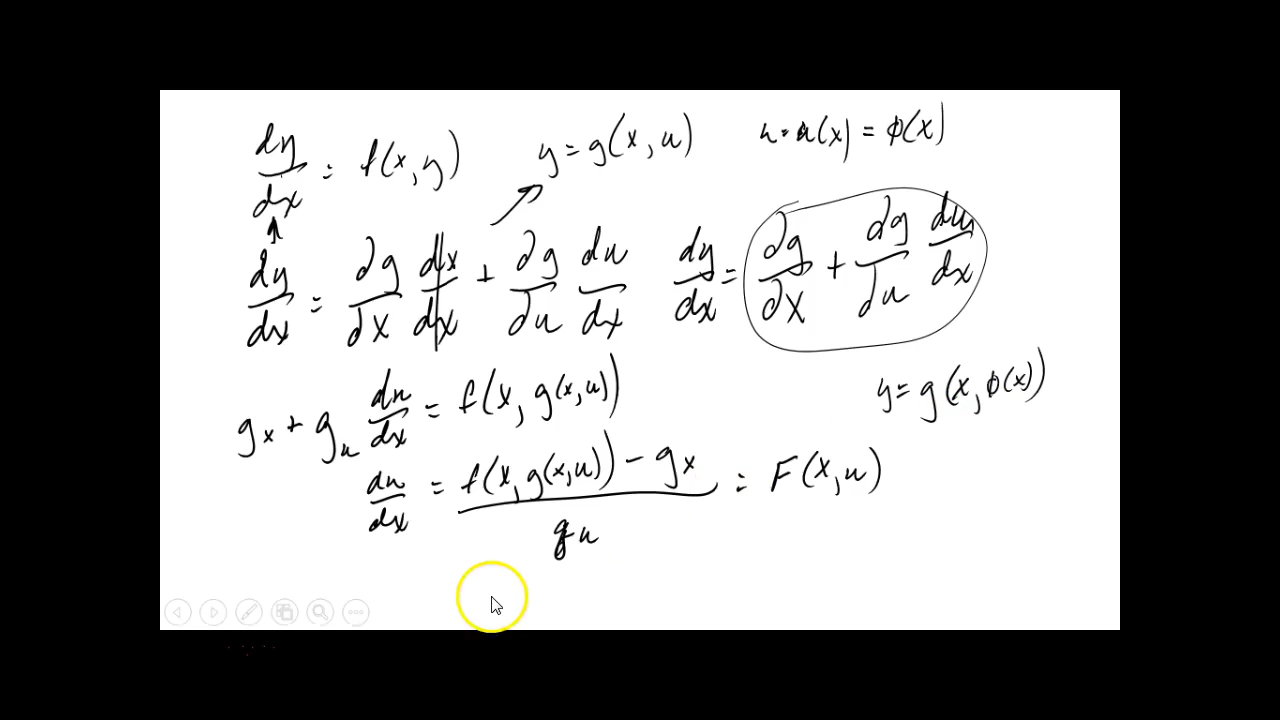 dy/dx = f(x, y) y = g(x, u) u = u(x) = φ(x)
dy/dx = ∂g/∂x dx/dx + ∂g/∂u du/dx dy/dx = ∂g/∂x + ∂g/∂u du/dx
g_x + g_u du/dx = f(x, g(x, u)) y = g(x, φ(x))
du/dx = (f(x, g(x, u)) - g_x)/g_u = F(x, u)